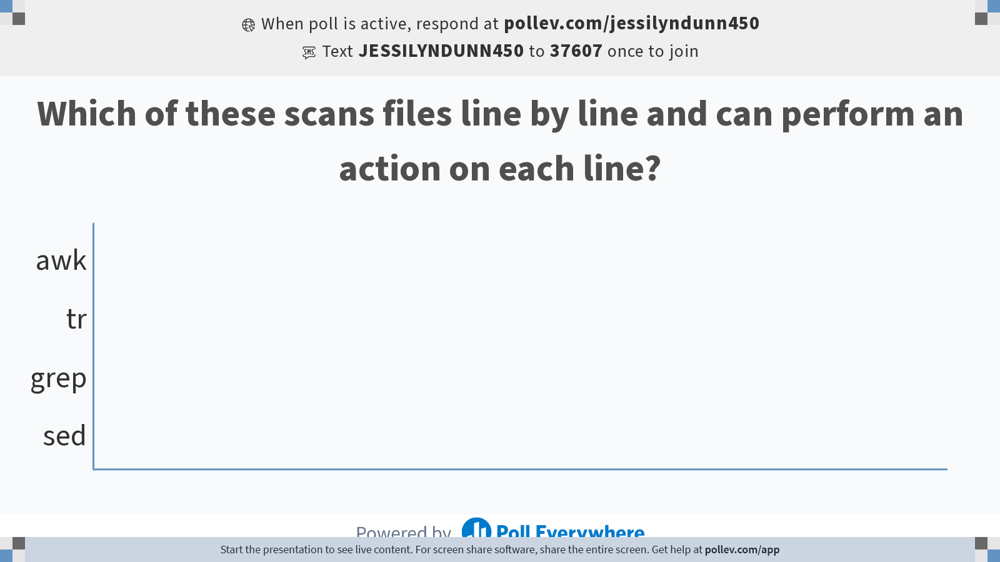 When poll is active, respond at pollev.com/jessilyndunn450
SMS Text JESSILYNDUNN450 to 37607 once to join
Which of these scans files line by line and can perform an
action on each line?
awk
tr
grep
sed
Powered by Poll Everywhere
Start the presentation to see live content. For screen share software, share the entire screen. Get help at pollev.com/app